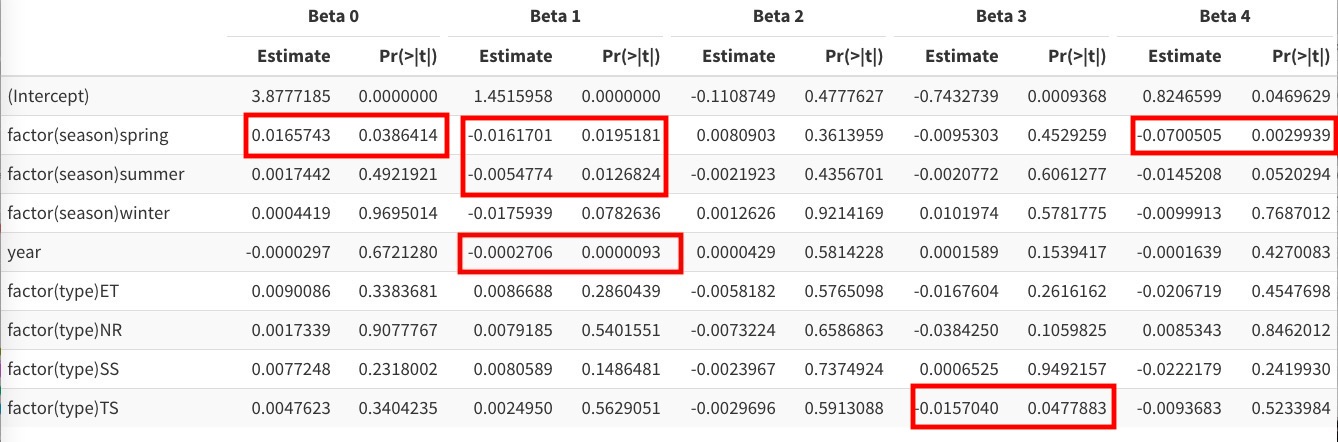 Beta 0 Beta 1 Beta 2 Beta 3 Beta 4
Estimate Pr(>|t|) Estimate Pr(>|t|) Estimate Pr(>|t|) Estimate Pr(>|t|) Estimate Pr(>|t|)
(Intercept) 3.8777185 0.0000000 1.4515958 0.0000000 -0.1108749 0.4777627 -0.7432739 0.0009368 0.8246599 0.0469629
factor(season)spring 0.0165743 0.0386414 -0.0161701 0.0195181 0.0080903 0.3613959 -0.0095303 0.4529259 -0.0700505 0.0029939
factor(season)summer 0.0017442 0.4921921 -0.0054774 0.0126824 -0.0021923 0.4356701 -0.0020772 0.6061277 -0.0145208 0.0520294
factor(season)winter 0.0004419 0.9695014 -0.0175939 0.0782636 0.0012626 0.9214169 0.0101974 0.5781775 -0.0099913 0.7687012
year -0.0000297 0.6721280 -0.0002706 0.0000093 0.0000429 0.5814228 0.0001589 0.1539417 -0.0001639 0.4270083
factor(type)ET 0.0090086 0.3383681 0.0086688 0.2860439 -0.0058182 0.5765098 -0.0167604 0.2616162 -0.0206719 0.4547698
factor(type)NR 0.0017339 0.9077767 0.0079185 0.5401551 -0.0073224 0.6586863 -0.0384250 0.1059825 0.0085343 0.8462012
factor(type)SS 0.0077248 0.2318002 0.0080589 0.1486481 -0.0023967 0.7374924 0.0006525 0.9492157 -0.0222179 0.2419930
factor(type)TS 0.0047623 0.3404235 0.0024950 0.5629051 -0.0029696 0.5913088 -0.0157040 0.0477883 -0.0093683 0.5233984